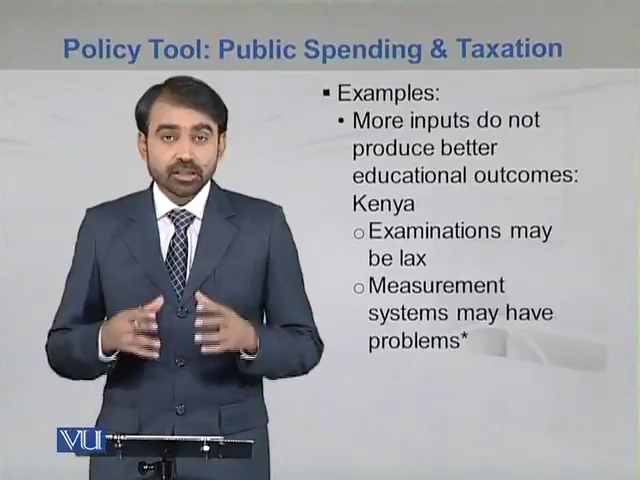 Policy Tool: Public Spending & Taxation
▪ Examples:
• More inputs do not
produce better
educational outcomes:
Kenya
○ Examinations may
be lax
○ Measurement
systems may have
problems*
VU